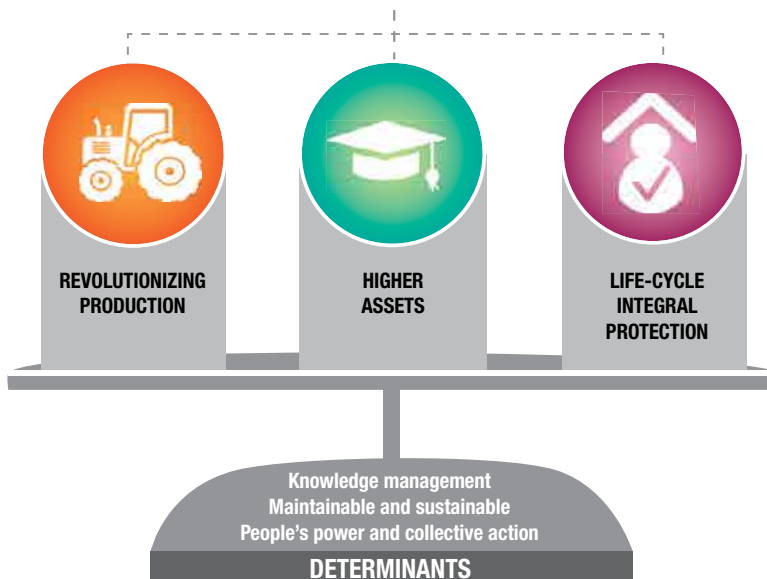 REVOLUTIONIZING
PRODUCTION
HIGHER
ASSETS
LIFE-CYCLE
INTEGRAL
PROTECTION
Knowledge management
Maintainable and sustainable
People’s power and collective action
DETERMINANTS